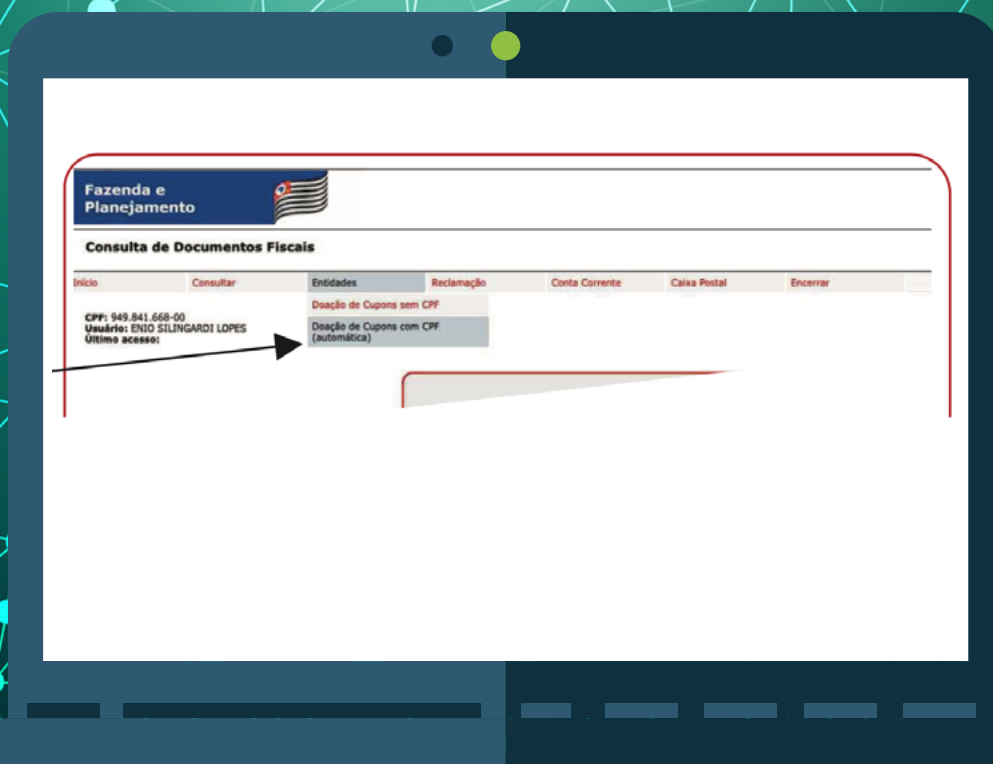 Fazenda e
Planejamento
Consulta de Documentos Fiscais
Início Consultar Entidades Reclamação Conta Corrente Caixa Postal Encerrar
Doação de Cupons sem CPF
Doação de Cupons com CPF
(automática)
CPF: 949.841.668-00
Usuário: ENIO SILINGARDI LOPES
Último acesso: